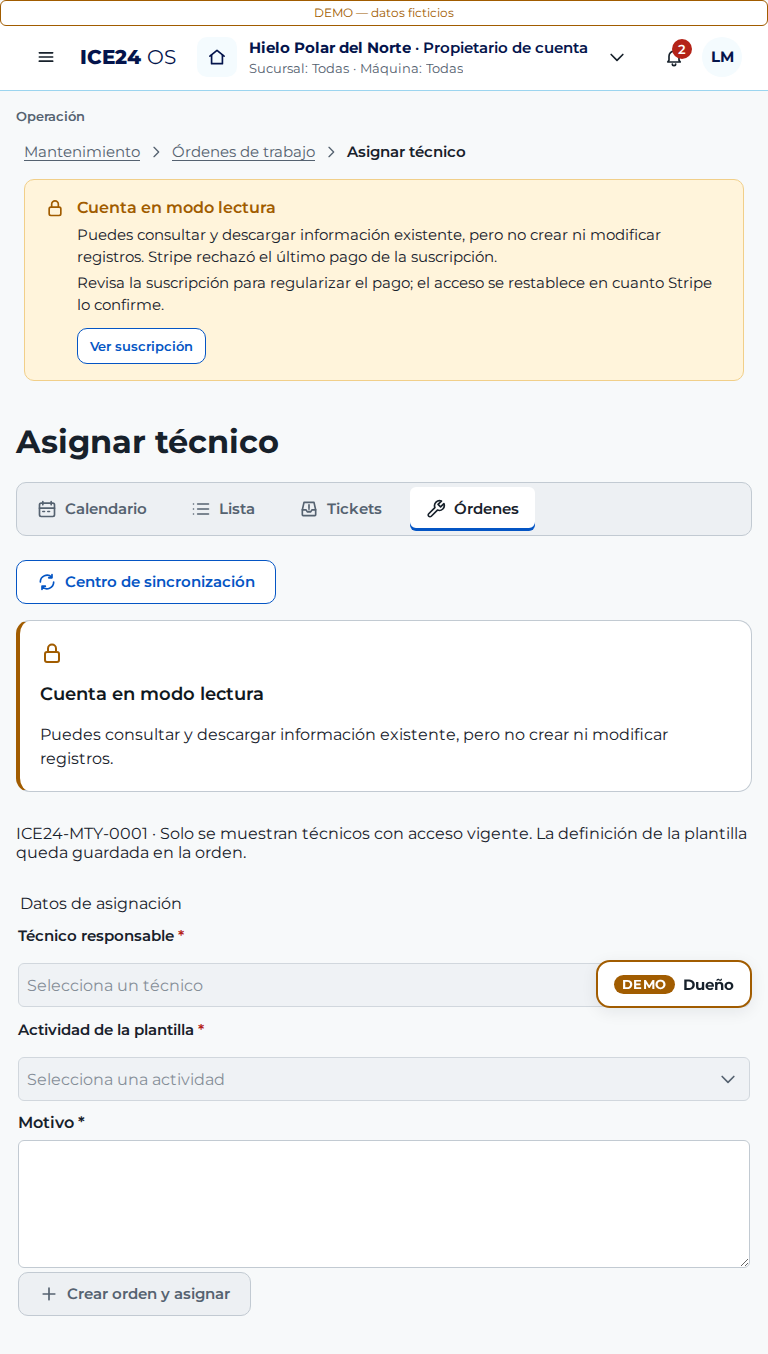 DEMO — datos ficticios
ICE24 OS
Hielo Polar del Norte · Propietario de cuenta
Sucursal: Todas · Máquina: Todas
2
LM
Operación
Mantenimiento
Órdenes de trabajo
Asignar técnico
Cuenta en modo lectura
Puedes consultar y descargar información existente, pero no crear ni modificar
registros. Stripe rechazó el último pago de la suscripción.
Revisa la suscripción para regularizar el pago; el acceso se restablece en cuanto Stripe
lo confirme.
Ver suscripción
Asignar técnico
Calendario
Lista
Tickets
Órdenes
Centro de sincronización
Cuenta en modo lectura
Puedes consultar y descargar información existente, pero no crear ni modificar
registros.
ICE24-MTY-0001 · Solo se muestran técnicos con acceso vigente. La definición de la plantilla
queda guardada en la orden.
Datos de asignación
Técnico responsable *
Selecciona un técnico
DEMO Dueño
Actividad de la plantilla *
Selecciona una actividad
Motivo *
Crear orden y asignar